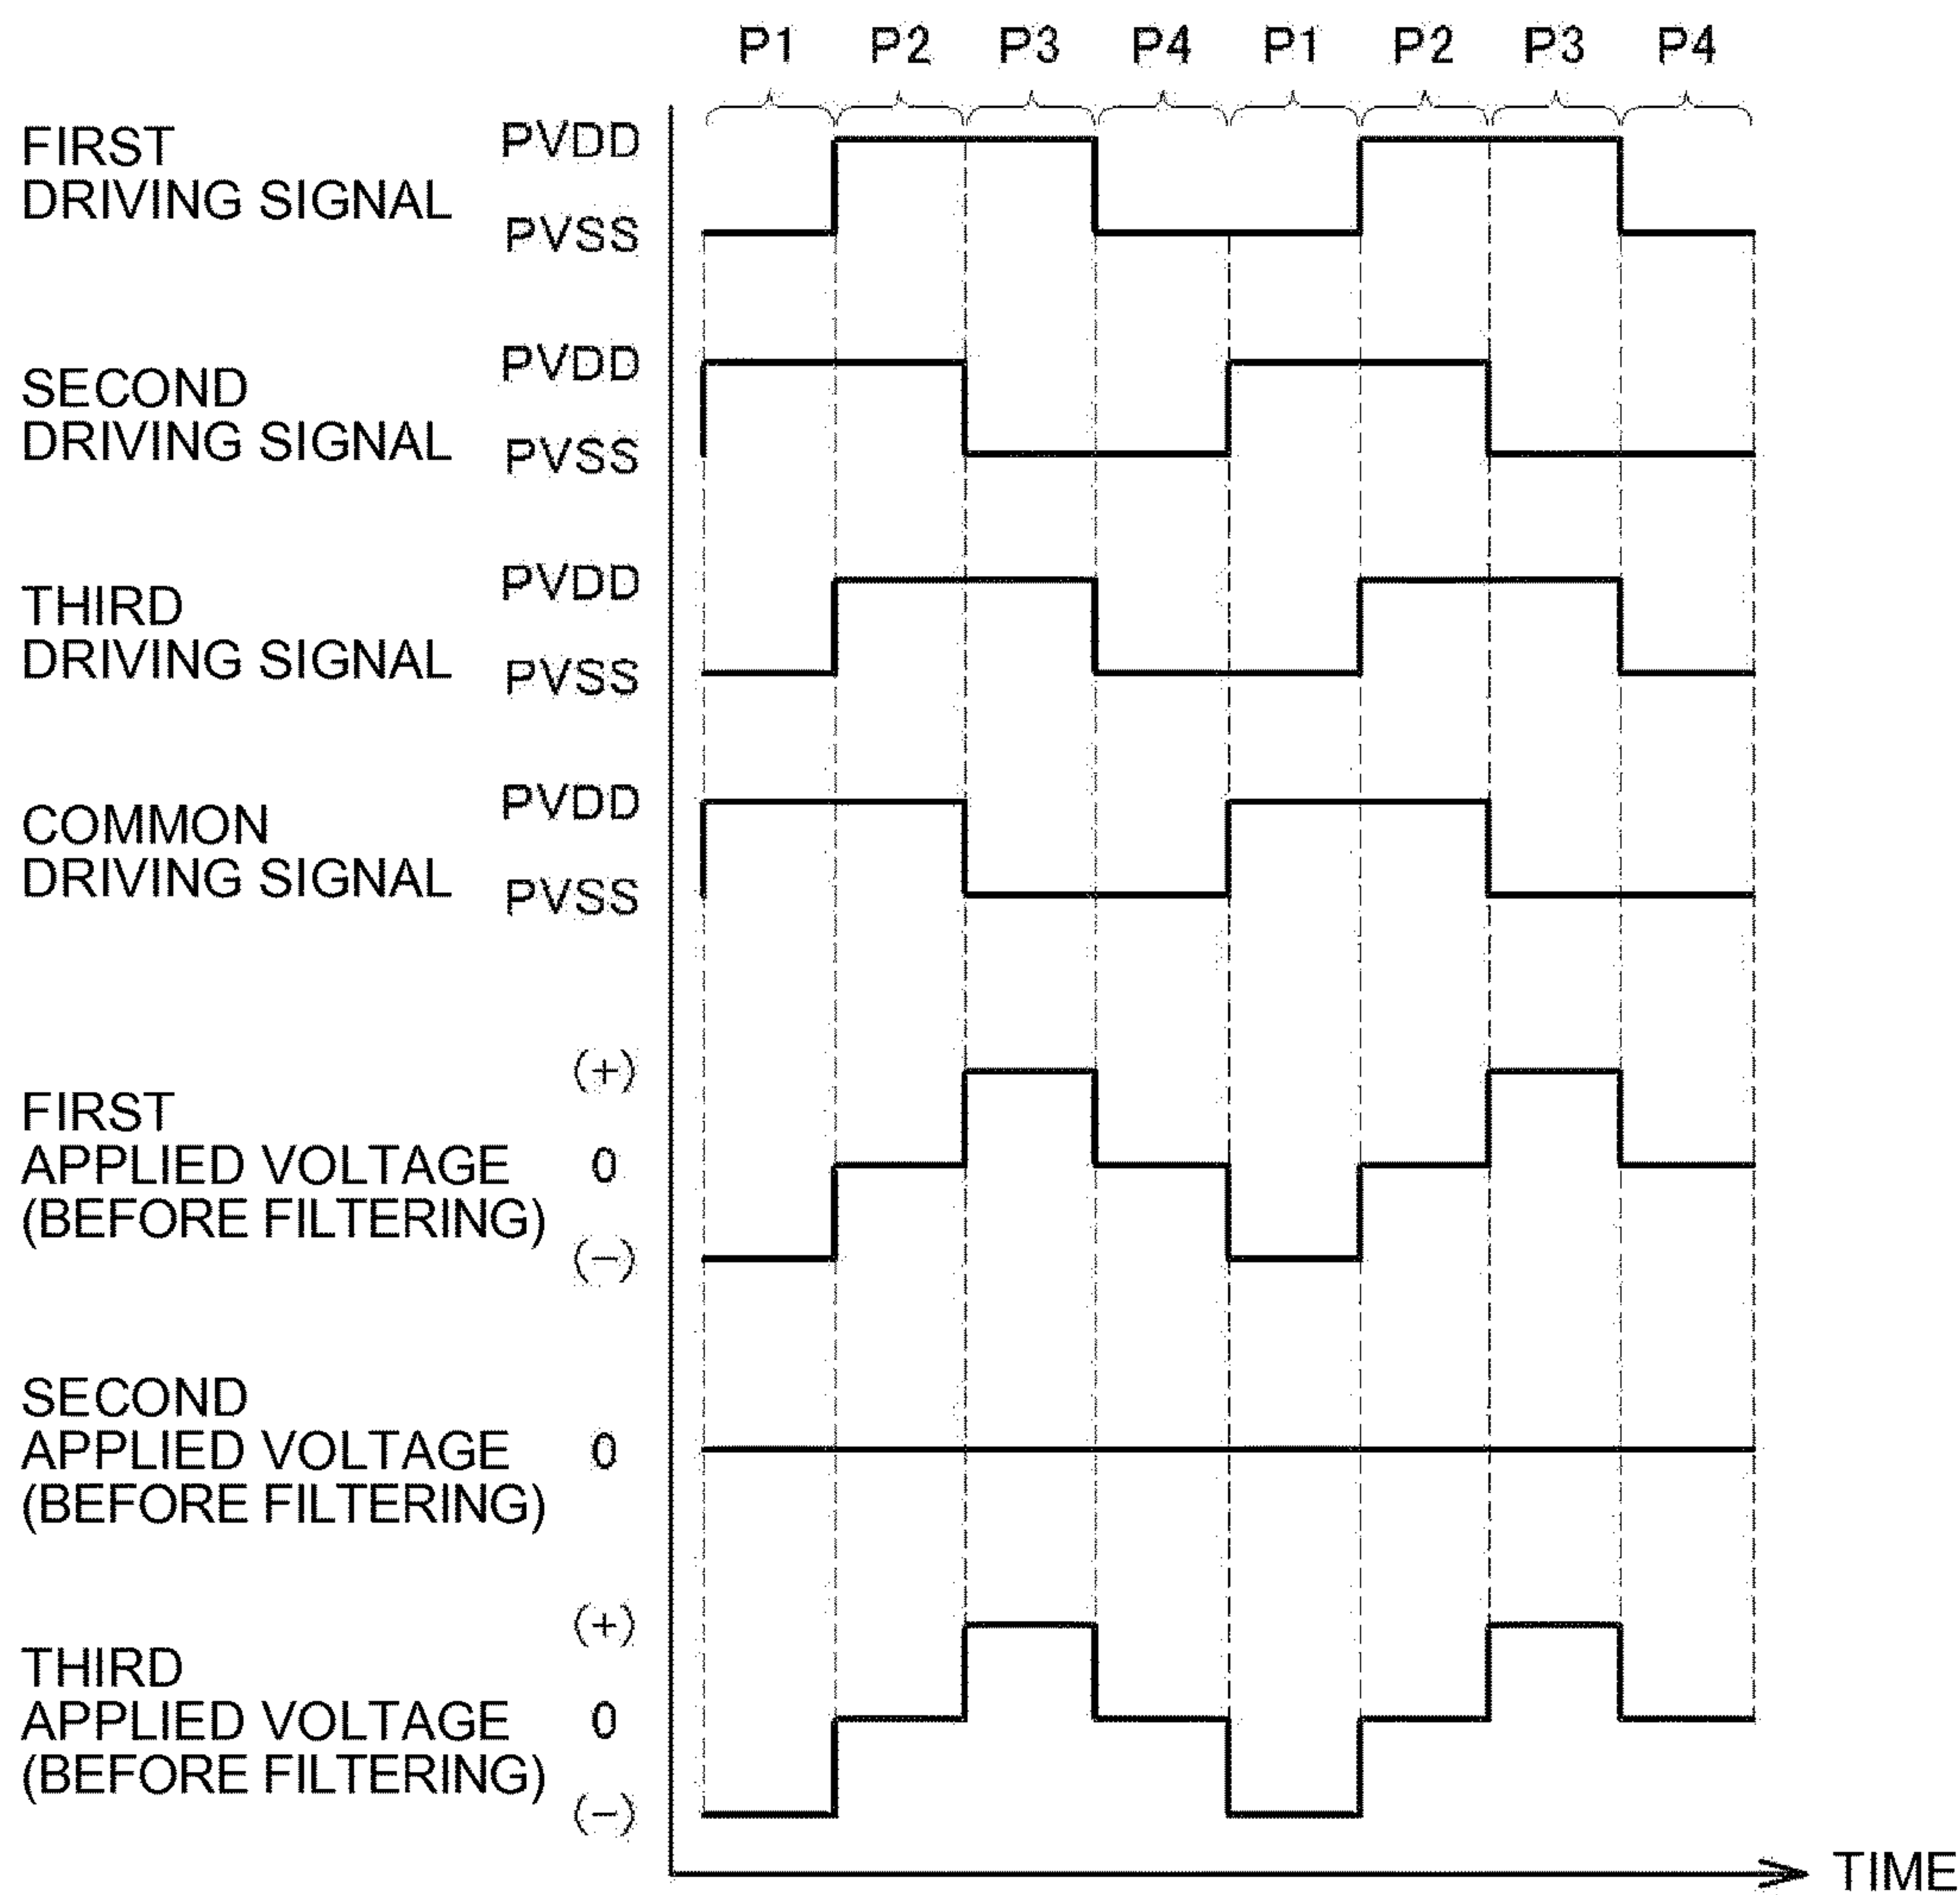 P1 P2 P3 P4 P1 P2 P3 P4
FIRST
DRIVING SIGNAL
PVDD
PVSS
SECOND
DRIVING SIGNAL
PVDD
PVSS
THIRD
DRIVING SIGNAL
PVDD
PVSS
COMMON
DRIVING SIGNAL
PVDD
PVSS
FIRST
APPLIED VOLTAGE
(BEFORE FILTERING)
(+)
0
(−)
SECOND
APPLIED VOLTAGE
(BEFORE FILTERING)
0
THIRD
APPLIED VOLTAGE
(BEFORE FILTERING)
(+)
0
(−)
TIME